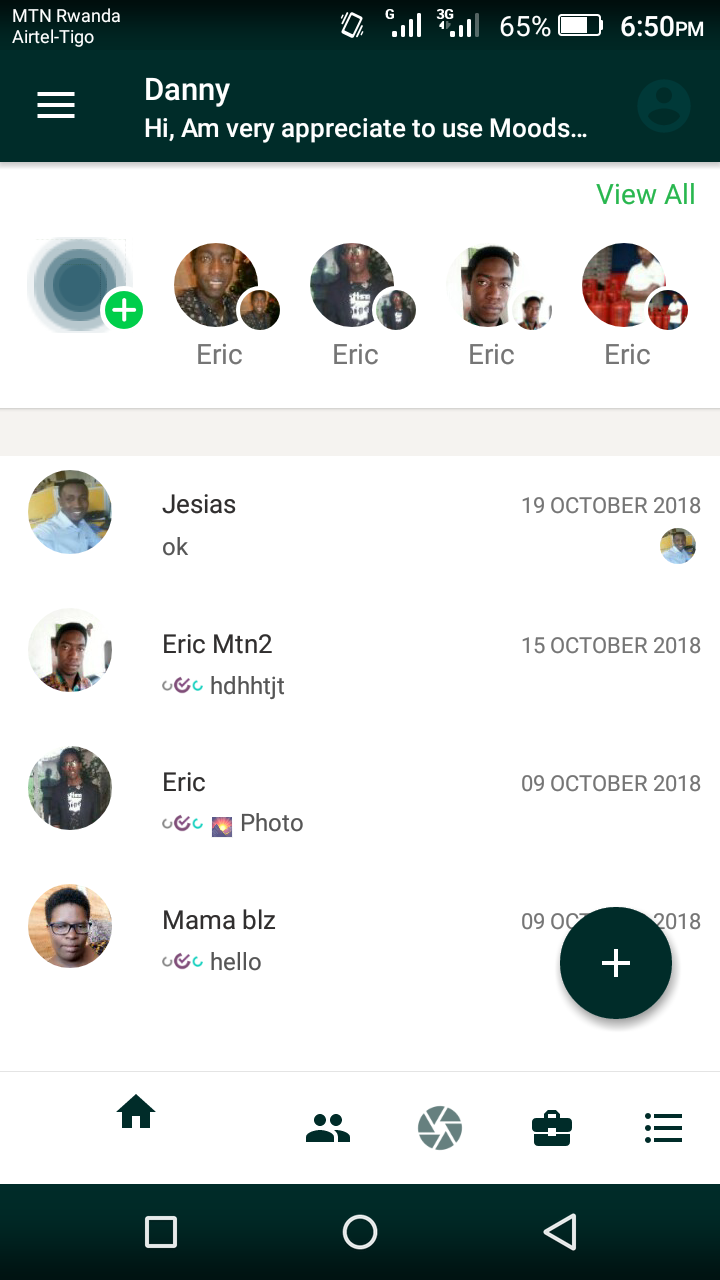 MTN Rwanda
Airtel-Tigo
G 3G 65% 6:50PM
Danny
Hi, Am very appreciate to use Moods...
View All
Eric Eric Eric Eric
Jesias 19 OCTOBER 2018
ok
Eric Mtn2 15 OCTOBER 2018
hdhhtjt
Eric 09 OCTOBER 2018
Photo
Mama blz 09 OCT 2018
hello